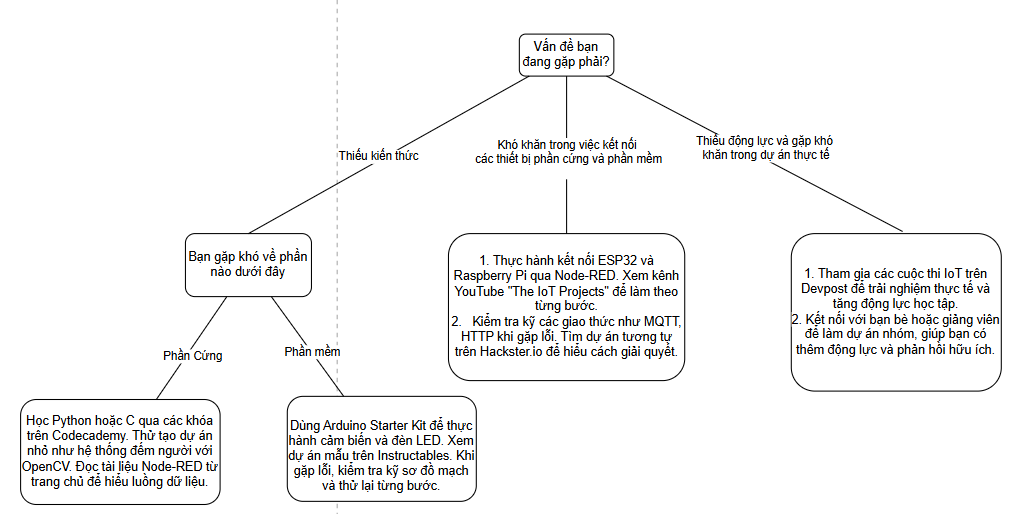 Vấn đề bạn
đang gặp phải?
Thiếu kiến thức
Khó khăn trong việc kết nối
các thiết bị phần cứng và phần mềm
Thiếu động lực và gặp khó
khăn trong dự án thực tế
Bạn gặp khó về phần
nào dưới đây
1. Thực hành kết nối ESP32 và
Raspberry Pi qua Node-RED. Xem kênh
YouTube "The IoT Projects" để làm theo
từng bước.
2. Kiểm tra kỹ các giao thức như MQTT,
HTTP khi gặp lỗi. Tìm dự án tương tự
trên Hackster.io để hiểu cách giải quyết.
1. Tham gia các cuộc thi IoT trên
Devpost để trải nghiệm thực tế và
tăng động lực học tập.
2. Kết nối với bạn bè hoặc giảng viên
để làm dự án nhóm, giúp bạn có
thêm động lực và phản hồi hữu ích.
Phần Cứng
Phần mềm
Học Python hoặc C qua các khóa
trên Codecademy. Thử tạo dự án
nhỏ như hệ thống đếm người với
OpenCV. Đọc tài liệu Node-RED từ
trang chủ để hiểu luồng dữ liệu.
Dùng Arduino Starter Kit để thực
hành cảm biến và đèn LED. Xem
dự án mẫu trên Instructables. Khi
gặp lỗi, kiểm tra kỹ sơ đồ mạch
và thử lại từng bước.